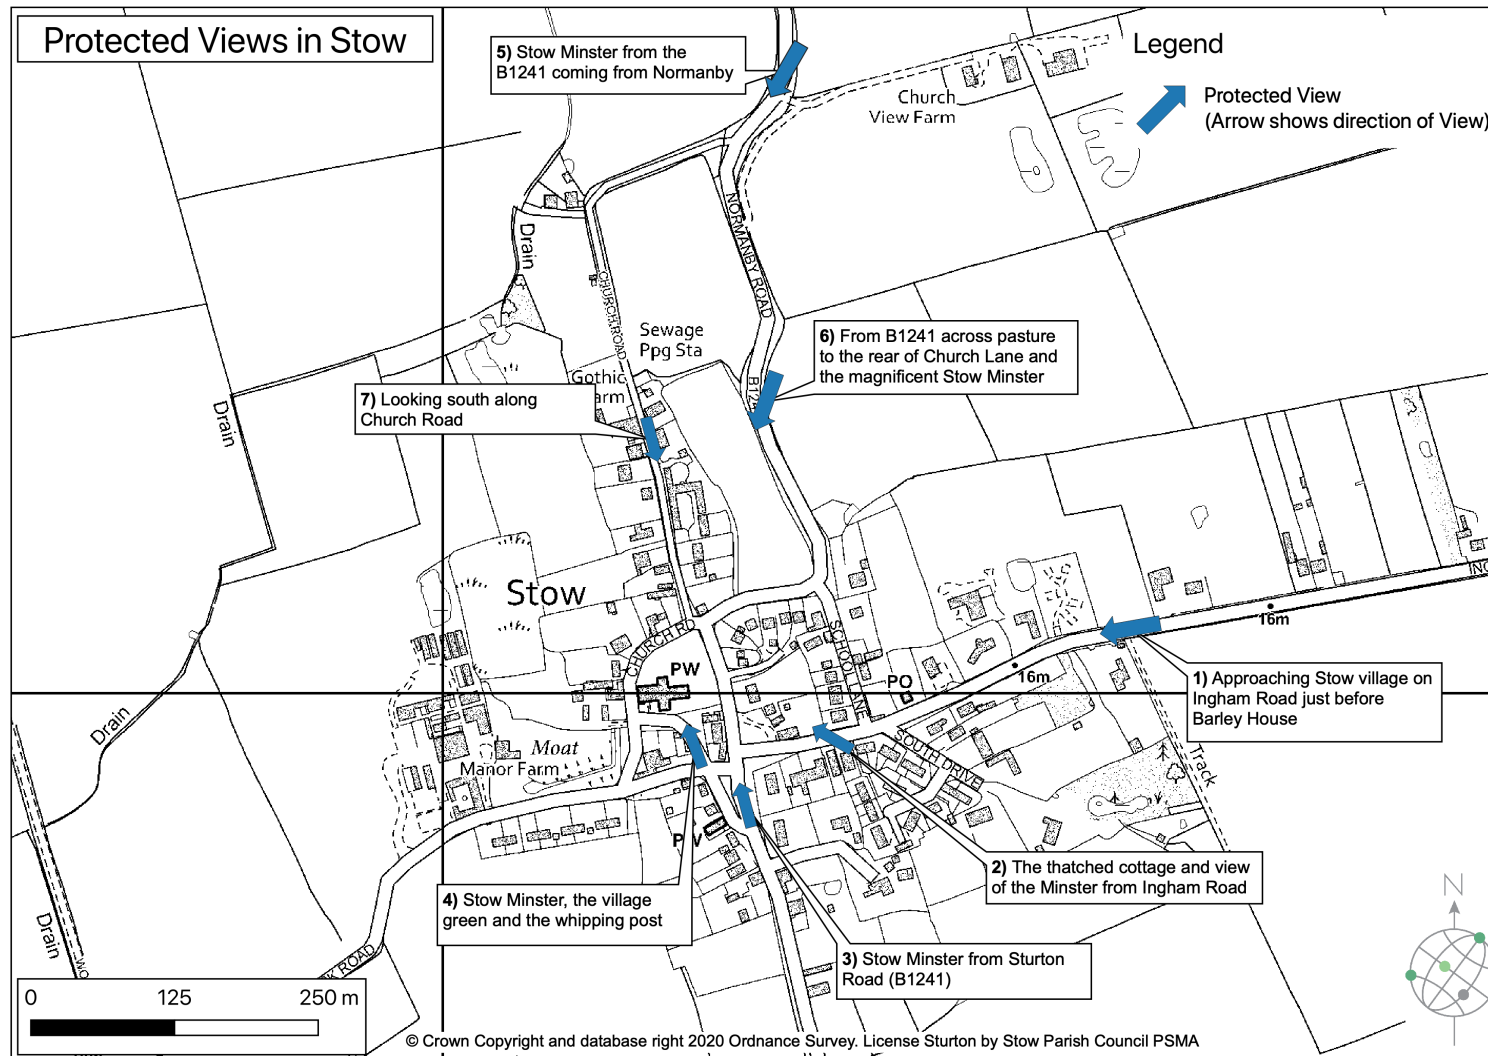 Protected Views in Stow
5) Stow Minster from the
B1241 coming from Normanby
Legend
Protected View
(Arrow shows direction of View)
Church
View Farm
NORMANBY ROAD
Drain
CHURCH ROAD
Sewage
Ppg Sta
6) From B1241 across pasture
to the rear of Church Lane and
the magnificent Stow Minster
Gothic
7) Looking south along
Church Road
Drain
Stow
16m
CHURCH RD
SCHOOL LANE
PW
PO
16m
1) Approaching Stow village on
Ingham Road just before
Barley House
Drain
Moat
Manor Farm
SOUTH DRIVE
Track
2) The thatched cottage and view
of the Minster from Ingham Road
4) Stow Minster, the village
green and the whipping post
3) Stow Minster from Sturton
Road (B1241)
Drain
ROAD
N
0 125 250 m
© Crown Copyright and database right 2020 Ordnance Survey. License Sturton by Stow Parish Council PSMA